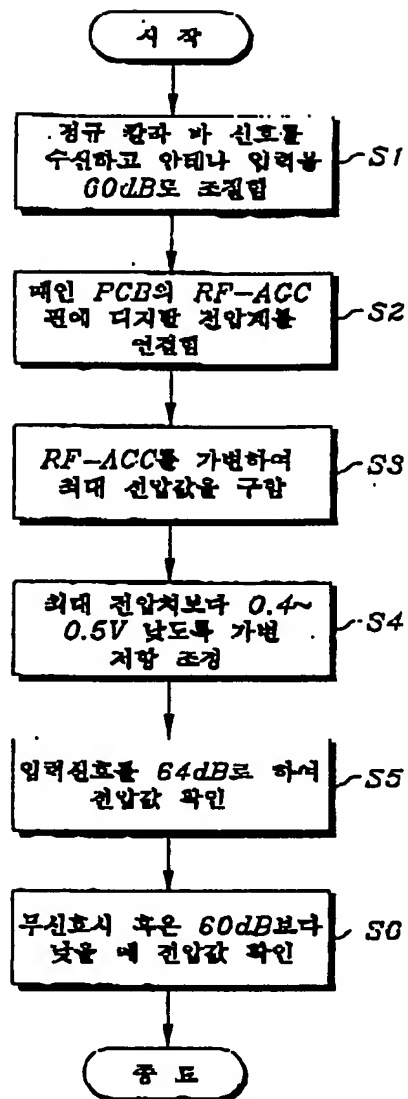 시 작
정규 칼라 바 신호를
수신하고 안테나 입력을
60dB로 조절함
S1
메인 PCB의 RF-AGC
핀에 디지탈 전압계를
연결함
S2
RF-AGC를 가변하여
최대 전압값을 구함
S3
최대 전압치보다 0.4~
0.5V 낮도록 가변
저항 조정
S4
입력신호를 64dB로 하여
전압값 확인
S5
무신호시 혹은 60dB보다
낮을 때 전압값 확인
S6
종 료